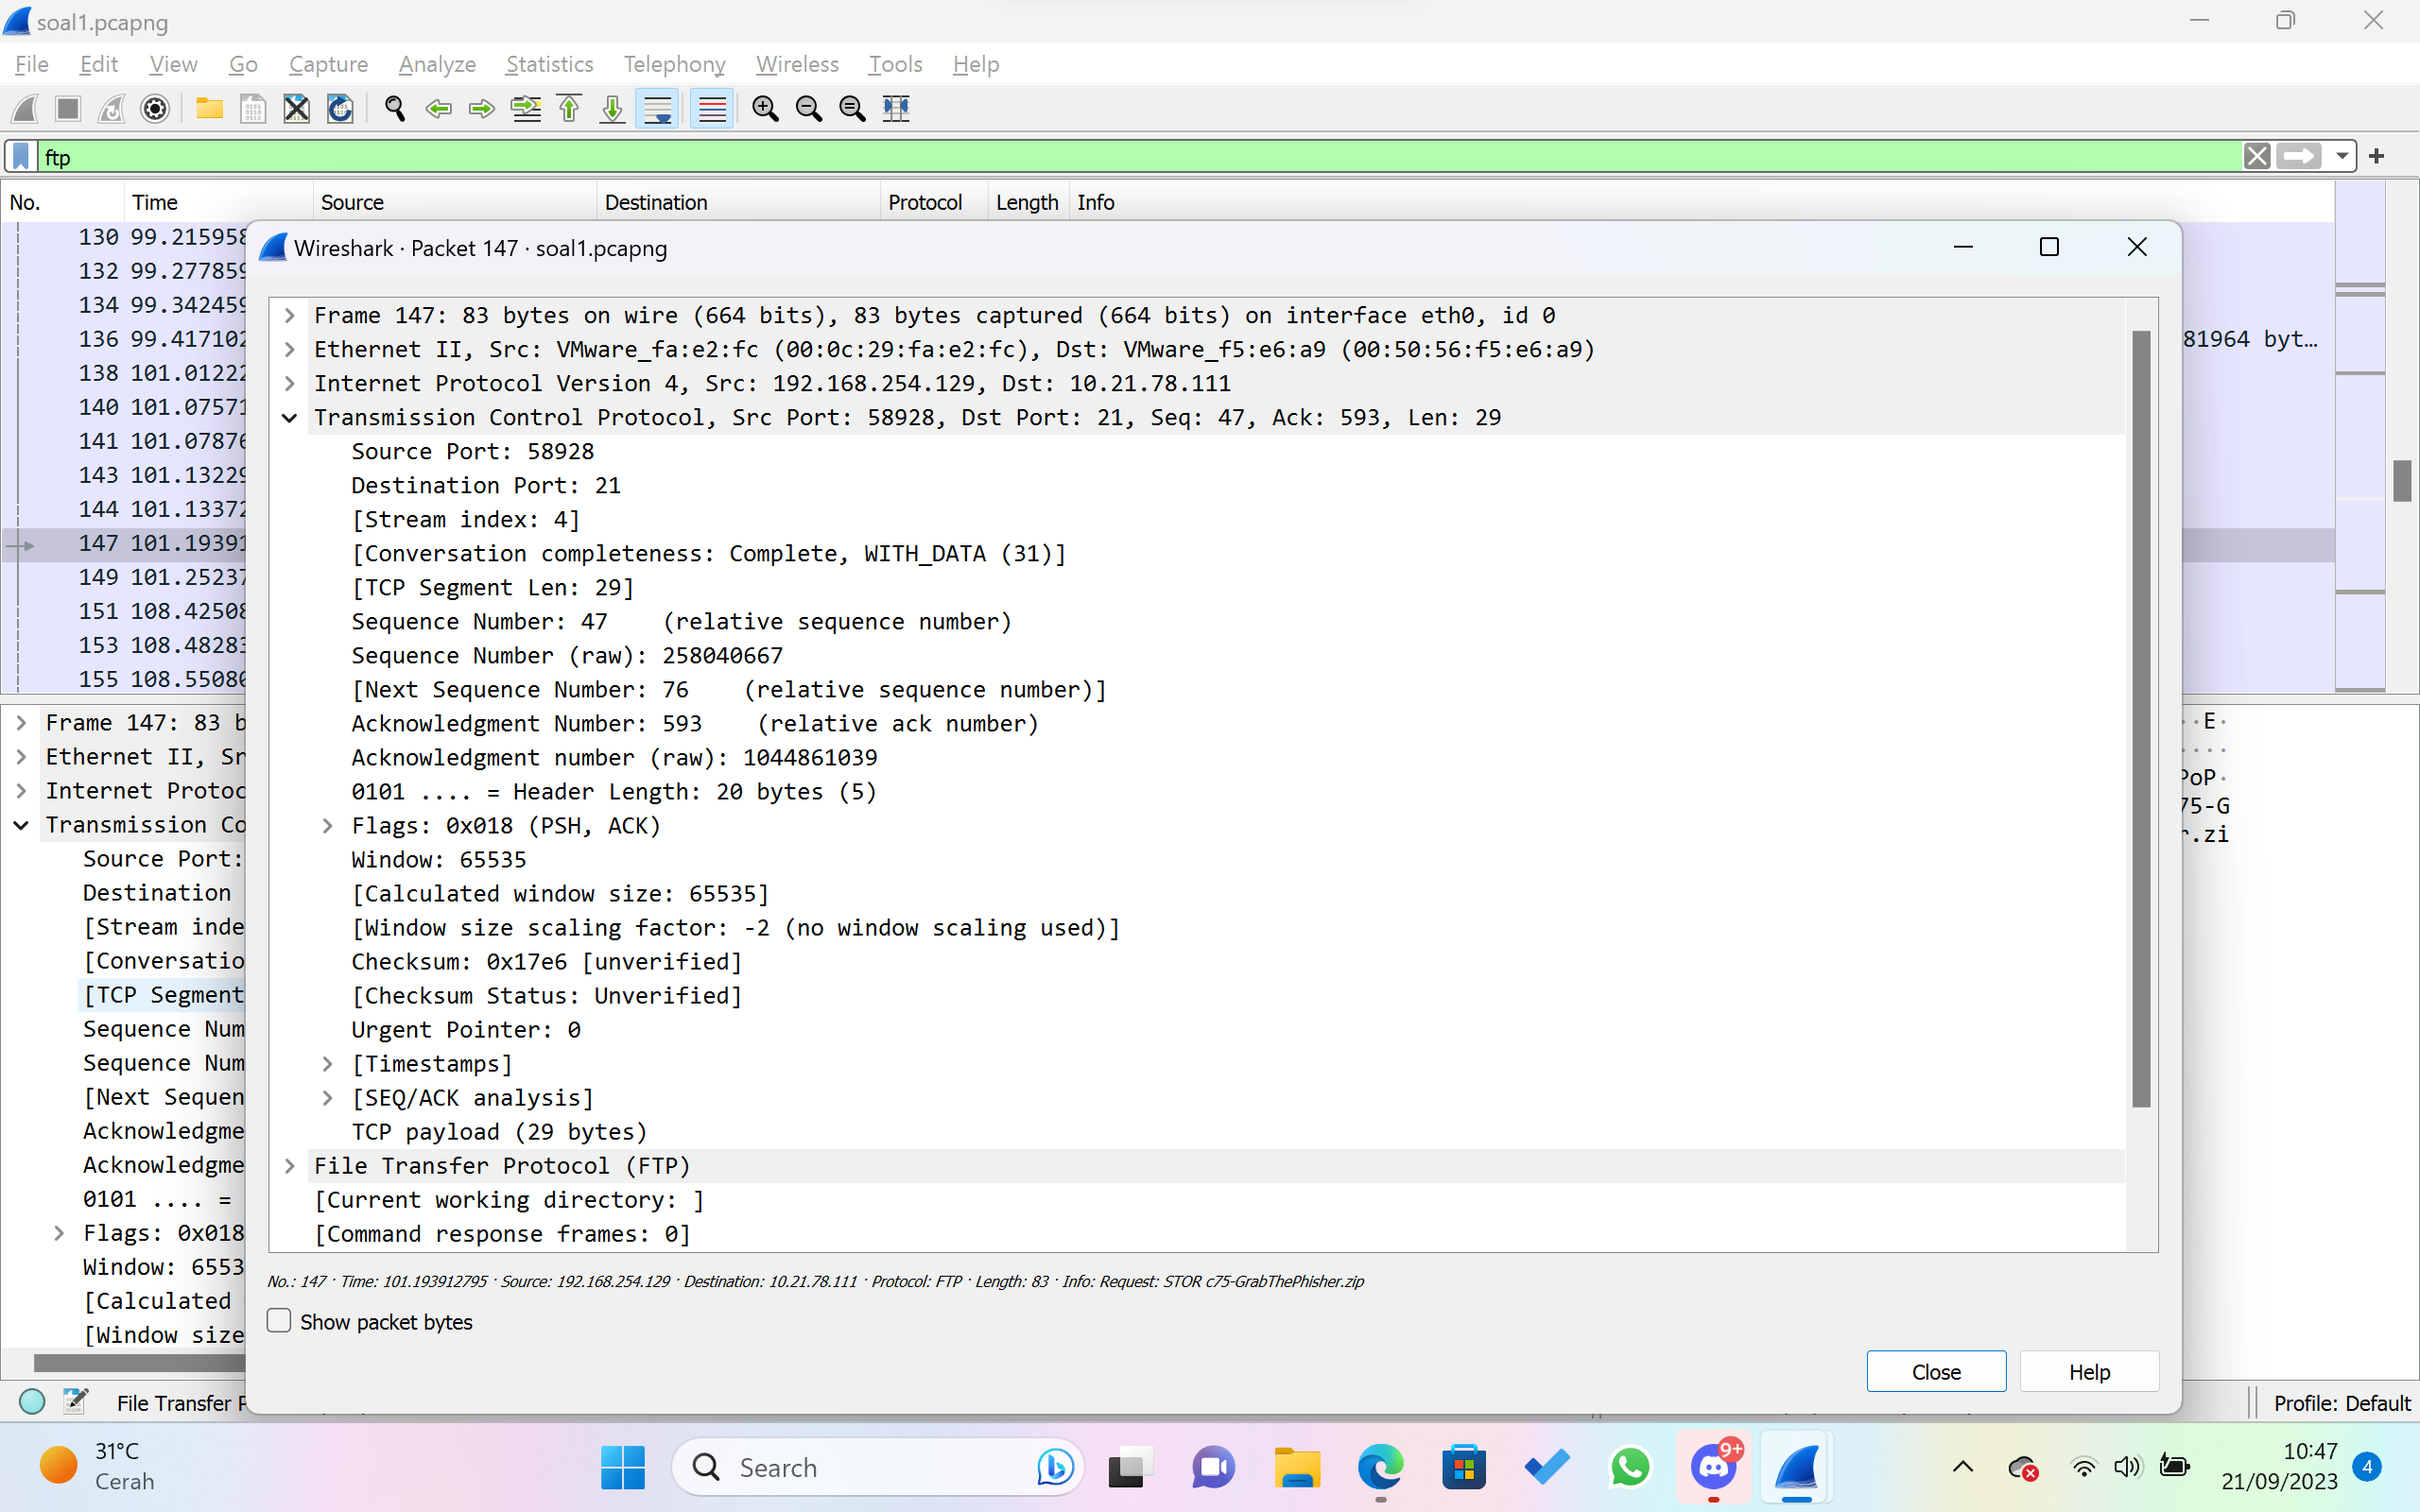 soal1.pcapng
File Edit View Go Capture Analyze Statistics Telephony Wireless Tools Help
ftp
No. Time Source Destination Protocol Length Info
130 99.215958
132 99.277859
134 99.342459
136 99.417102
81964 byt…
138 101.01222
140 101.07571
141 101.07876
143 101.13229
144 101.13372
147 101.19391
149 101.25237
151 108.42508
153 108.48283
155 108.55080
Wireshark · Packet 147 · soal1.pcapng
Frame 147: 83 bytes on wire (664 bits), 83 bytes captured (664 bits) on interface eth0, id 0
Ethernet II, Src: VMware_fa:e2:fc (00:0c:29:fa:e2:fc), Dst: VMware_f5:e6:a9 (00:50:56:f5:e6:a9)
Internet Protocol Version 4, Src: 192.168.254.129, Dst: 10.21.78.111
Transmission Control Protocol, Src Port: 58928, Dst Port: 21, Seq: 47, Ack: 593, Len: 29
Source Port: 58928
Destination Port: 21
[Stream index: 4]
[Conversation completeness: Complete, WITH_DATA (31)]
[TCP Segment Len: 29]
Sequence Number: 47 (relative sequence number)
Sequence Number (raw): 258040667
[Next Sequence Number: 76 (relative sequence number)]
Acknowledgment Number: 593 (relative ack number)
Acknowledgment number (raw): 1044861039
0101 .... = Header Length: 20 bytes (5)
Flags: 0x018 (PSH, ACK)
Window: 65535
[Calculated window size: 65535]
[Window size scaling factor: -2 (no window scaling used)]
Checksum: 0x17e6 [unverified]
[Checksum Status: Unverified]
Urgent Pointer: 0
[Timestamps]
[SEQ/ACK analysis]
TCP payload (29 bytes)
File Transfer Protocol (FTP)
[Current working directory: ]
[Command response frames: 0]
No.: 147 · Time: 101.193912795 · Source: 192.168.254.129 · Destination: 10.21.78.111 · Protocol: FTP · Length: 83 · Info: Request: STOR c75-GrabThePhisher.zip
Show packet bytes
Close Help
Frame 147: 83 b
Ethernet II, Sr
Internet Protoc
Transmission Co
Source Port:
Destination
[Stream inde
[Conversatio
[TCP Segment
Sequence Num
Sequence Num
[Next Sequen
Acknowledgme
Acknowledgme
0101 .... =
Flags: 0x018
Window: 6553
[Calculated
[Window size
··E·
····
PoP·
75-G
r.zi
File Transfer P
Profile: Default
31°C
Cerah
Search
9+
10:47
21/09/2023
4